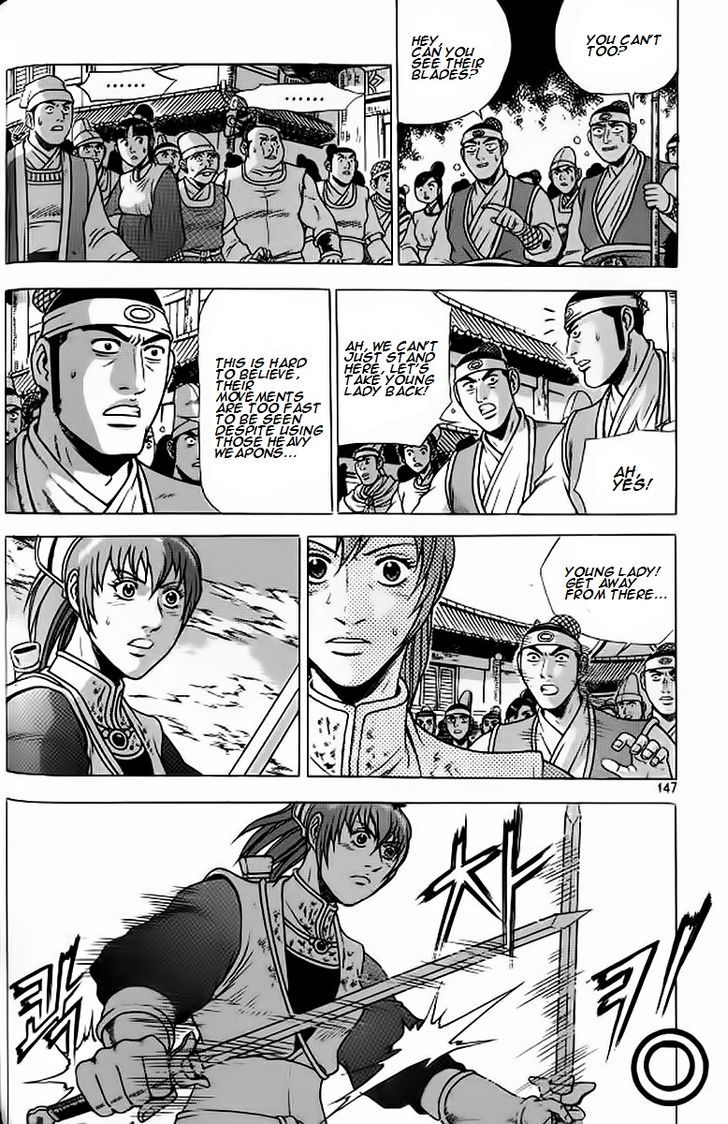 ......
......
HEY,
CAN YOU
SEE THEIR
BLADES?
YOU CAN'T
TOO?
THIS IS HARD
TO BELIEVE,
THEIR
MOVEMENTS
ARE TOO FAST
TO BE SEEN
DESPITE USING
THOSE HEAVY
WEAPONS...
AH, WE CAN'T
JUST STAND
HERE, LET'S
TAKE YOUNG
LADY BACK!
AH,
YES!
YOUNG LADY!
GET AWAY
FROM THERE...
147
콱
차
키